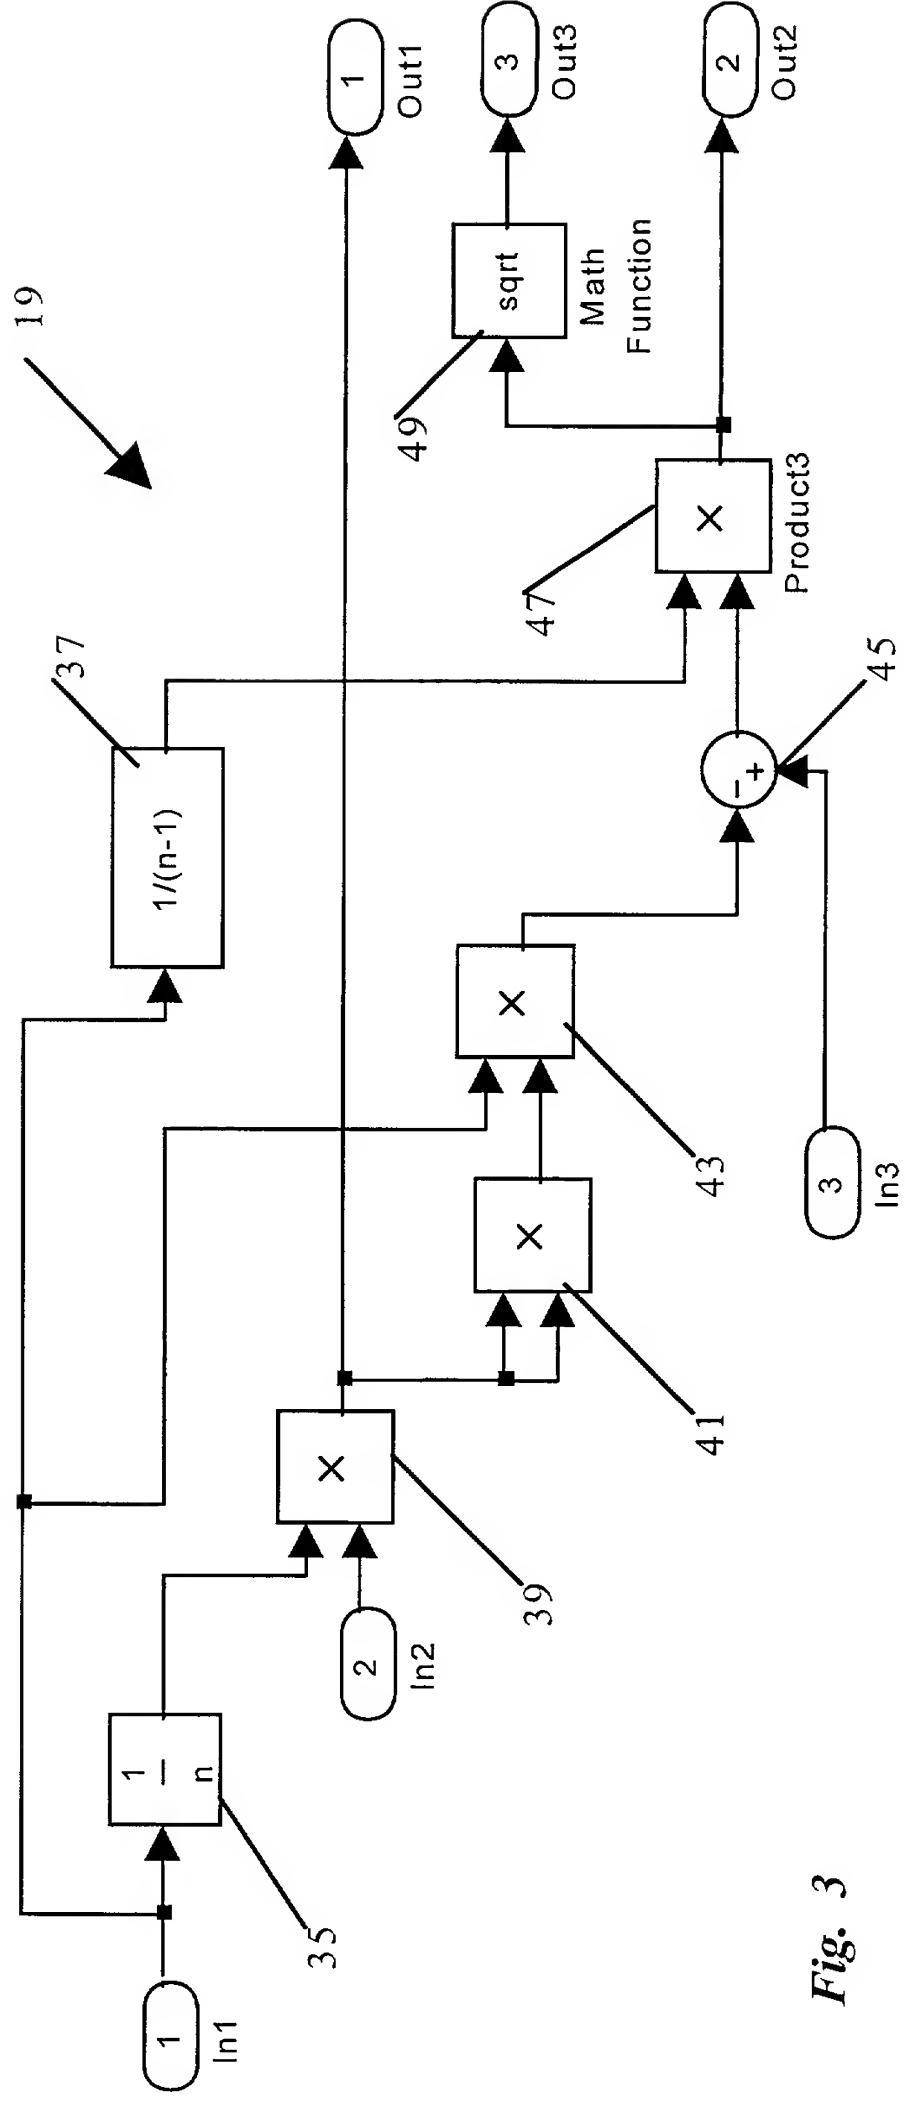 19
37
1/(n-1)
1
Out1
3
Out3
sqrt
Math
Function
49
2
Out2
×
Product3
47
−
+
45
×
43
3
In3
×
41
×
39
2
In2
1
—
n
35
1
In1
Fig. 3